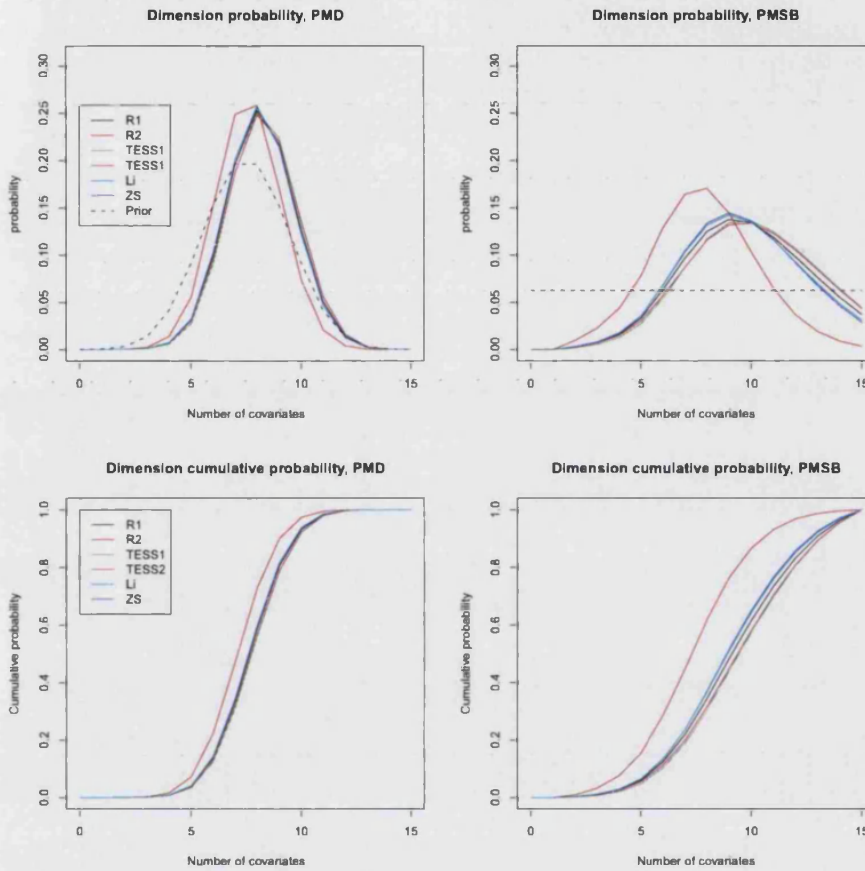 Dimension probability, PMD
probability
0.00 0.05 0.10 0.15 0.20 0.25 0.30
R1
R2
TESS1
TESS1
Li
ZS
Prior
0 5 10 15
Number of covariates
Dimension probability, PMSB
probability
0.00 0.05 0.10 0.15 0.20 0.25 0.30
0 5 10 15
Number of covariates
Dimension cumulative probability, PMD
Cumulative probability
0.0 0.2 0.4 0.6 0.8 1.0
R1
R2
TESS1
TESS2
Li
ZS
0 5 10 15
Number of covariates
Dimension cumulative probability, PMSB
Cumulative probability
0.0 0.2 0.4 0.6 0.8 1.0
0 5 10 15
Number of covariates